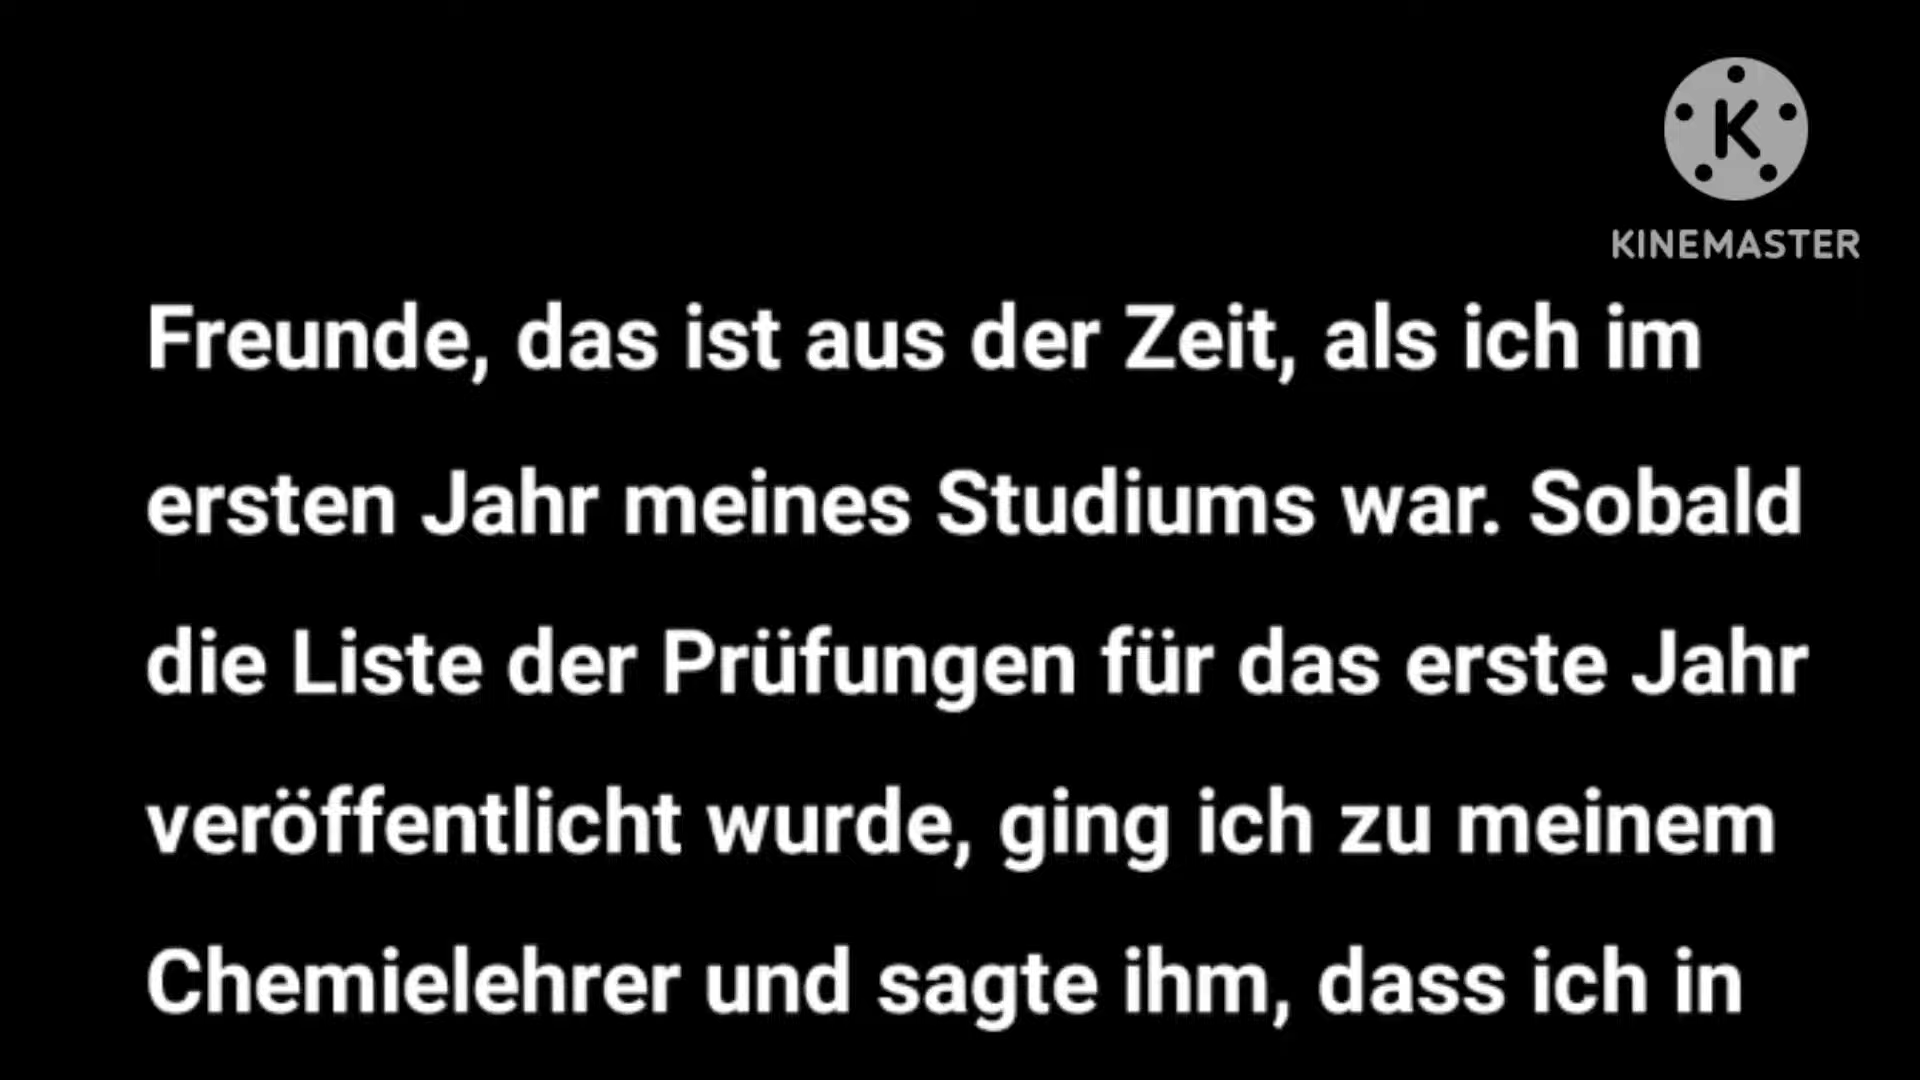 K
KINEMASTER
Freunde, das ist aus der Zeit, als ich im
ersten Jahr meines Studiums war. Sobald
die Liste der Prüfungen für das erste Jahr
veröffentlicht wurde, ging ich zu meinem
Chemielehrer und sagte ihm, dass ich in